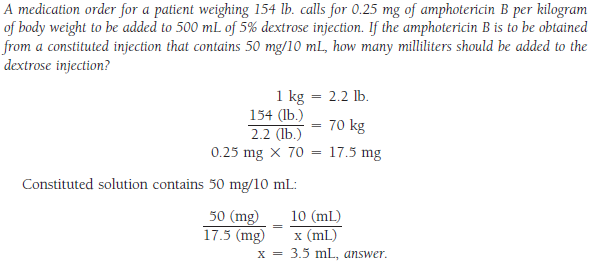 A medication order for a patient weighing 154 lb. calls for 0.25 mg of amphotericin B per kilogram
of body weight to be added to 500 mL of 5% dextrose injection. If the amphotericin B is to be obtained
from a constituted injection that contains 50 mg/10 mL, how many milliliters should be added to the
dextrose injection?
1 kg = 2.2 lb.
154 (lb.)
2.2 (lb.) = 70 kg
0.25 mg × 70 = 17.5 mg
Constituted solution contains 50 mg/10 mL:
50 (mg) = 10 (mL)
17.5 (mg) x (mL)
x = 3.5 mL, answer.